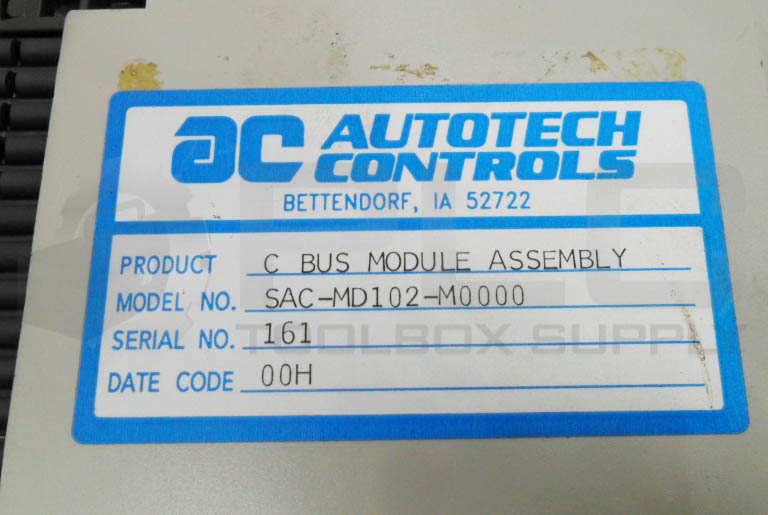 ac AUTOTECH
CONTROLS
BETTENDORF, IA 52722
PRODUCT C BUS MODULE ASSEMBLY
MODEL NO. SAC-MD102-M0000
SERIAL NO. 161
DATE CODE 00H
PLC
TOOLBOX SUPPLY